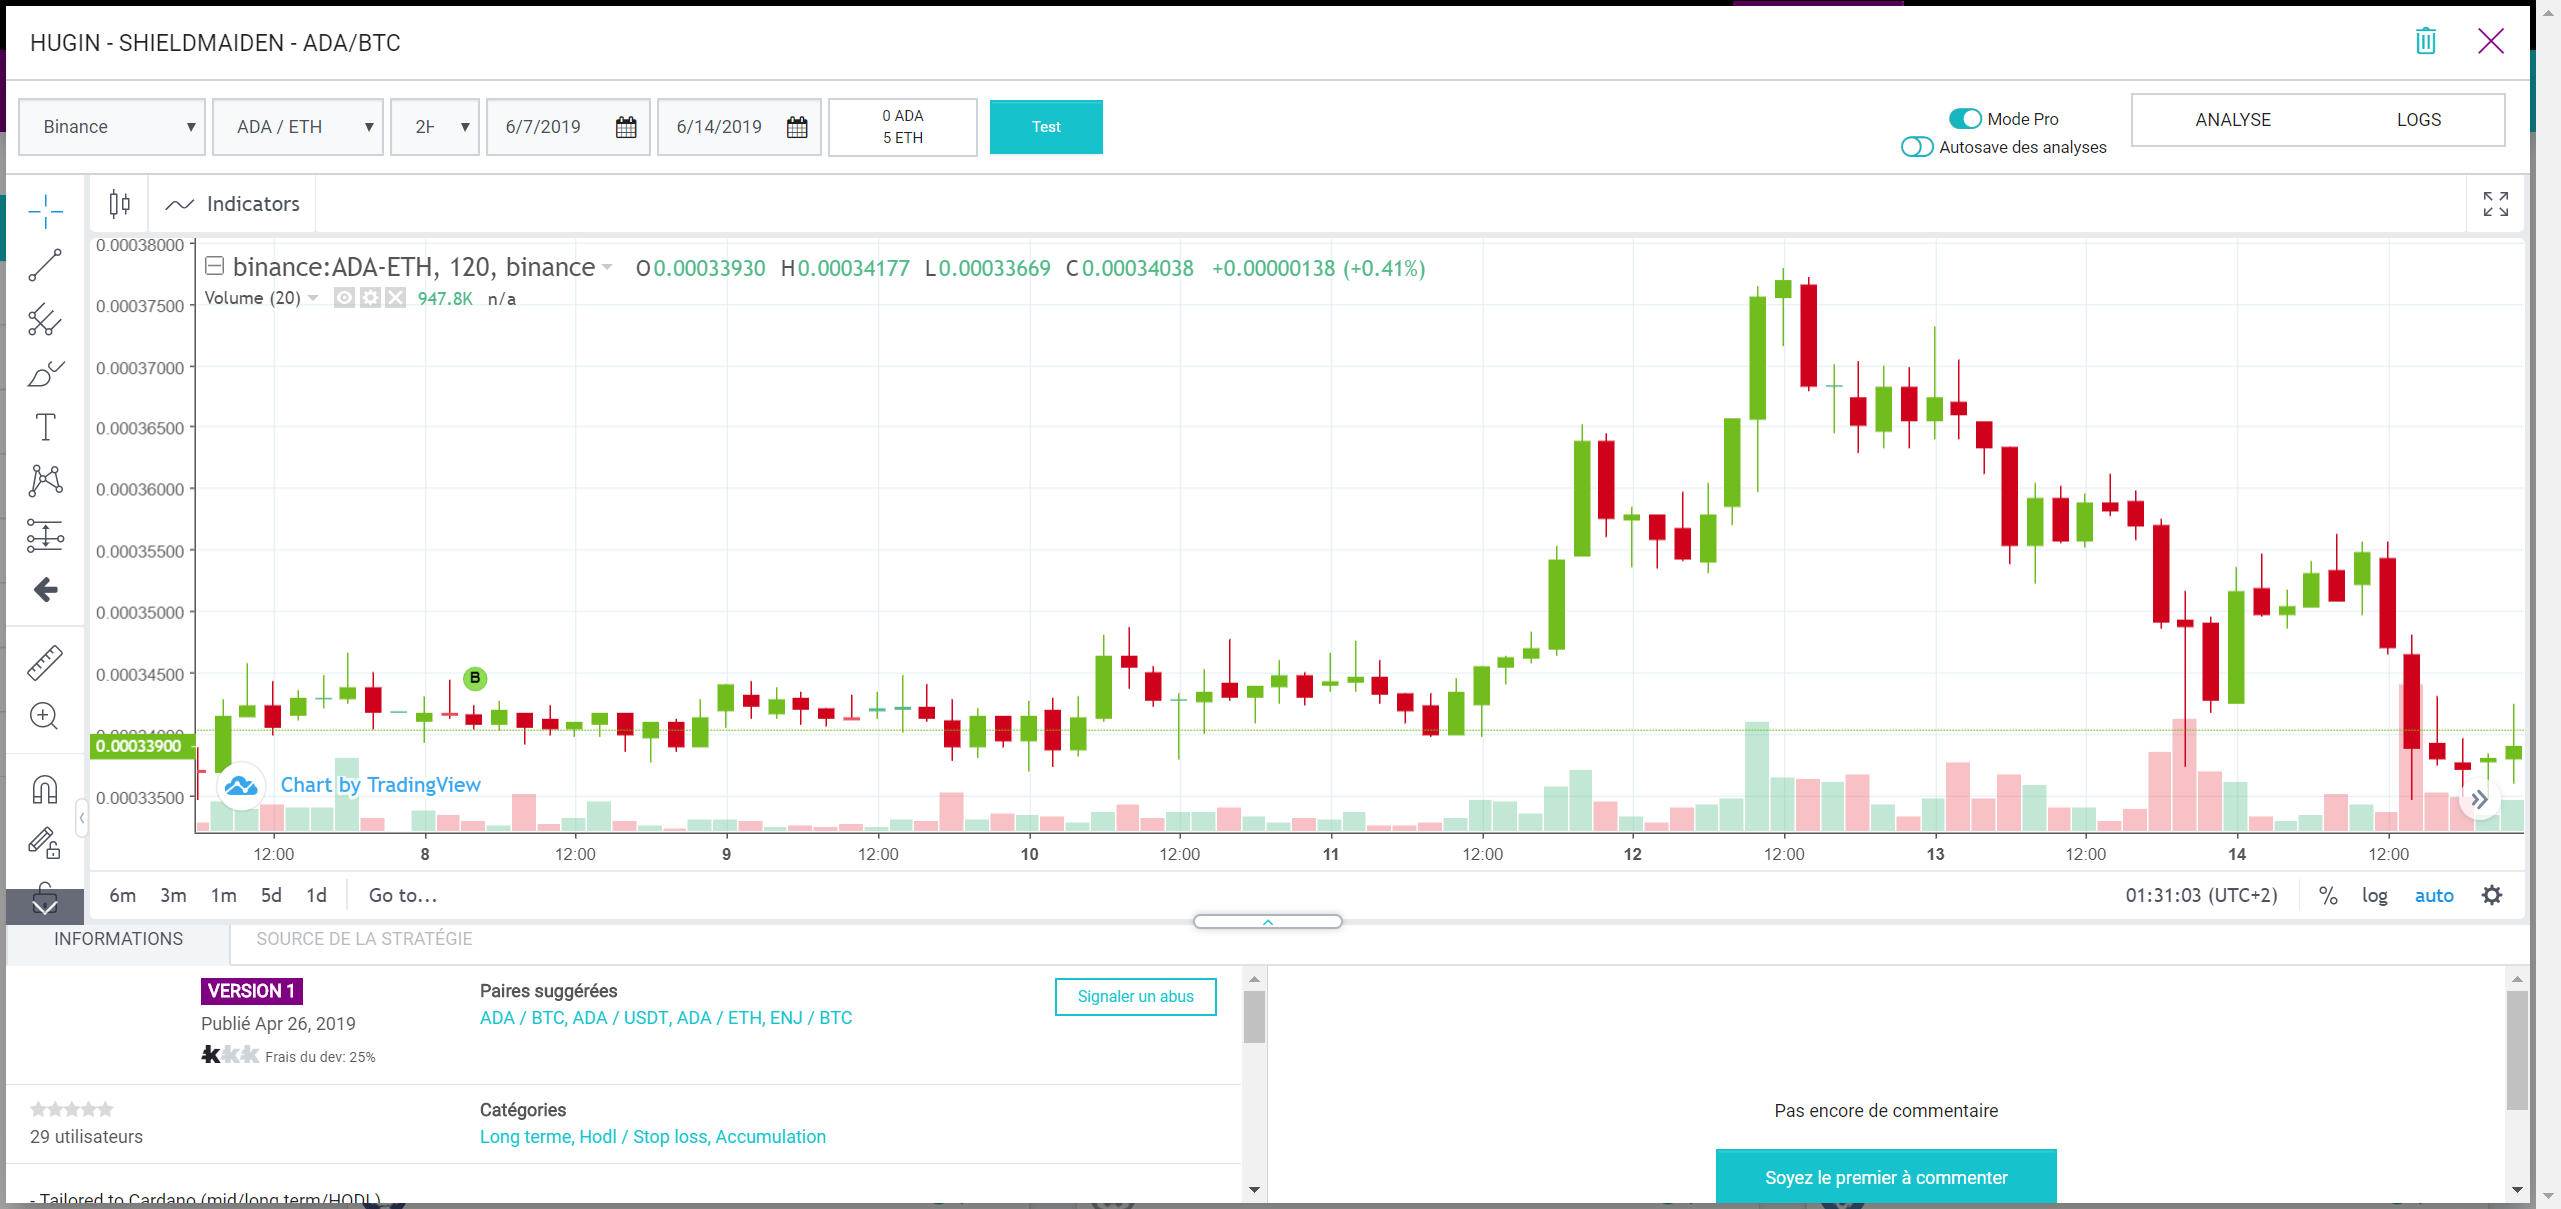 HUGIN - SHIELDMAIDEN - ADA/BTC
Binance
ADA / ETH
2H
6/7/2019
6/14/2019
0 ADA
5 ETH
Test
Mode Pro
Autosave des analyses
ANALYSE
LOGS
Indicators
binance:ADA-ETH, 120, binance O0.00033930 H0.00034177 L0.00033669 C0.00034038 +0.00000138 (+0.41%)
Volume (20) 947.8K n/a
0.00038000
0.00037500
0.00037000
0.00036500
0.00036000
0.00035500
0.00035000
0.00034500
0.00033900
0.00033500
B
Chart by TradingView
12:00 8 12:00 9 12:00 10 12:00 11 12:00 12 12:00 13 12:00 14 12:00
6m 3m 1m 5d 1d Go to...
01:31:03 (UTC+2) % log auto
INFORMATIONS
SOURCE DE LA STRATÉGIE
VERSION 1
Publié Apr 26, 2019
Frais du dev: 25%
Paires suggérées
ADA / BTC, ADA / USDT, ADA / ETH, ENJ / BTC
Signaler un abus
29 utilisateurs
Catégories
Long terme, Hodl / Stop loss, Accumulation
- Tailored to Cardano (mid/long term/HODL)
Pas encore de commentaire
Soyez le premier à commenter